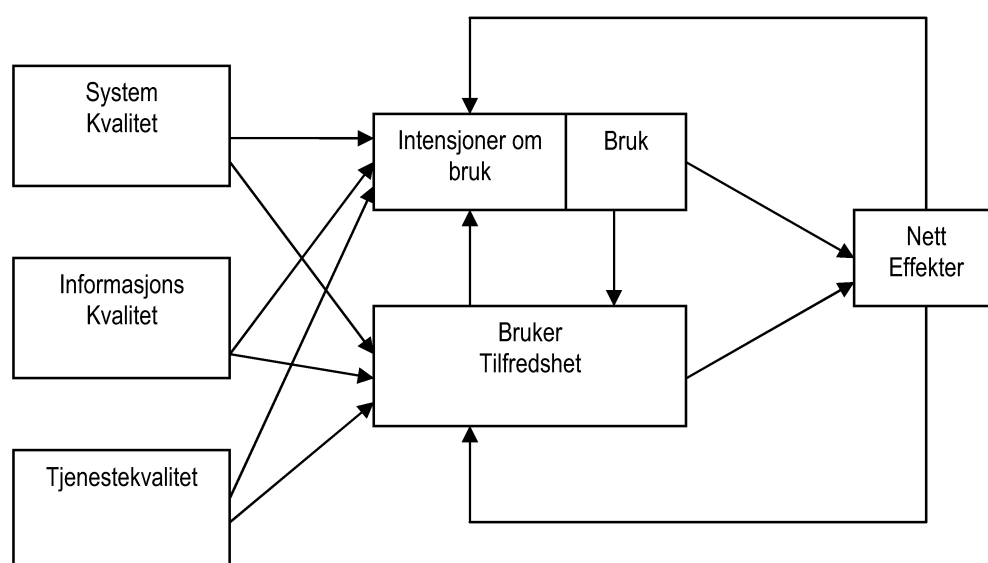 System
Kvalitet
Informasjons
Kvalitet
Tjenestekvalitet
Intensjoner om
bruk
Bruk
Bruker
Tilfredshet
Nett
Effekter